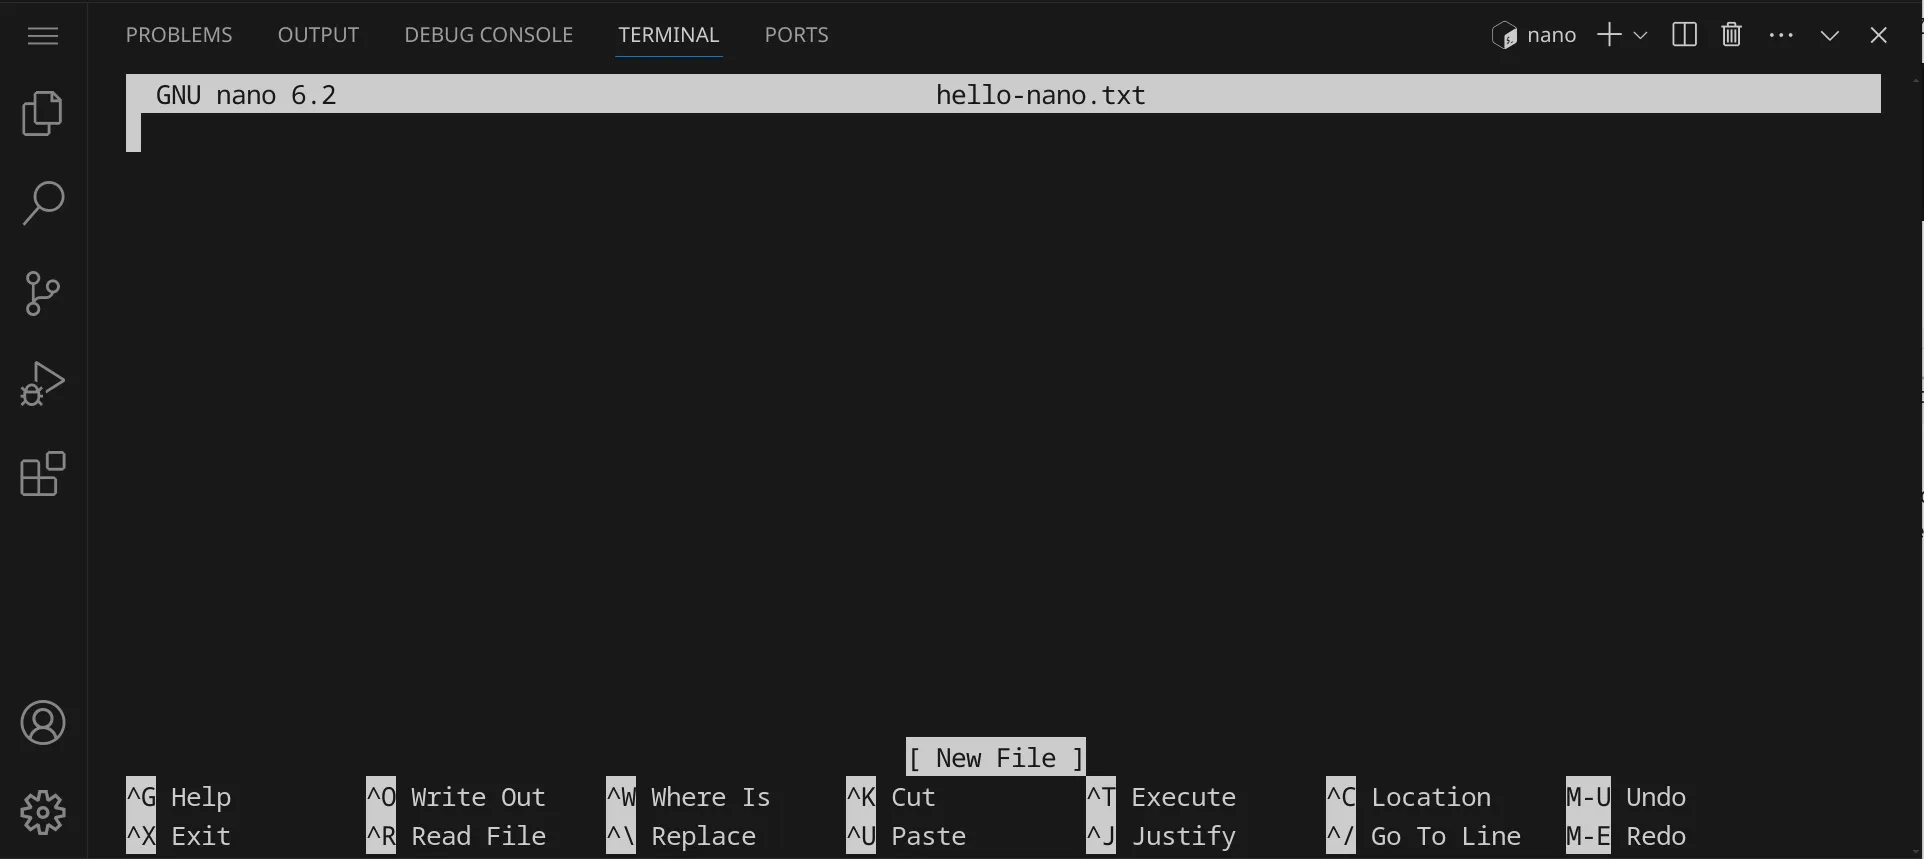 PROBLEMS OUTPUT DEBUG CONSOLE TERMINAL PORTS nano
GNU nano 6.2 hello-nano.txt
[ New File ]
^G Help ^O Write Out ^W Where Is ^K Cut ^T Execute ^C Location M-U Undo
^X Exit ^R Read File ^\ Replace ^U Paste ^J Justify ^/ Go To Line M-E Redo